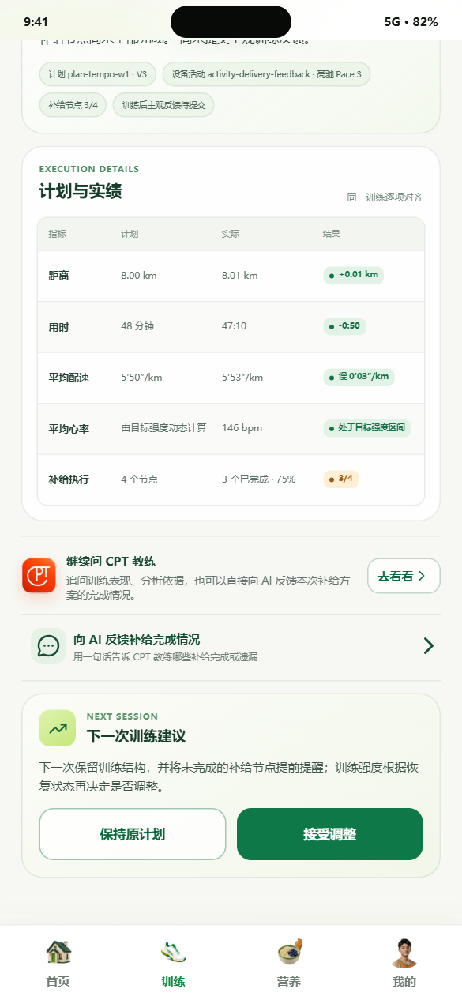 9:41
5G • 82%
计划 plan-tempo-w1 · V3
设备活动 activity-delivery-feedback · 高驰 Pace 3
补给节点 3/4
训练后主观反馈待提交
EXECUTION DETAILS
计划与实绩
同一训练逐项对齐
指标 计划 实际 结果
距离 8.00 km 8.01 km +0.01 km
用时 48 分钟 47:10 -0:50
平均配速 5'50"/km 5'53"/km 慢 0'03"/km
平均心率 由目标强度动态计算 146 bpm 处于目标强度区间
补给执行 4 个节点 3 个已完成 · 75% 3/4
CPT
继续问 CPT 教练
追问训练表现、分析依据，也可以直接向 AI 反馈本次补给方
案的完成情况。
去看看
向 AI 反馈补给完成情况
用一句话告诉 CPT 教练哪些补给完成或遗漏
NEXT SESSION
下一次训练建议
下一次保留训练结构，并将未完成的补给节点提前提醒；训练强度根据恢
复状态再决定是否调整。
保持原计划
接受调整
首页
训练
营养
我的